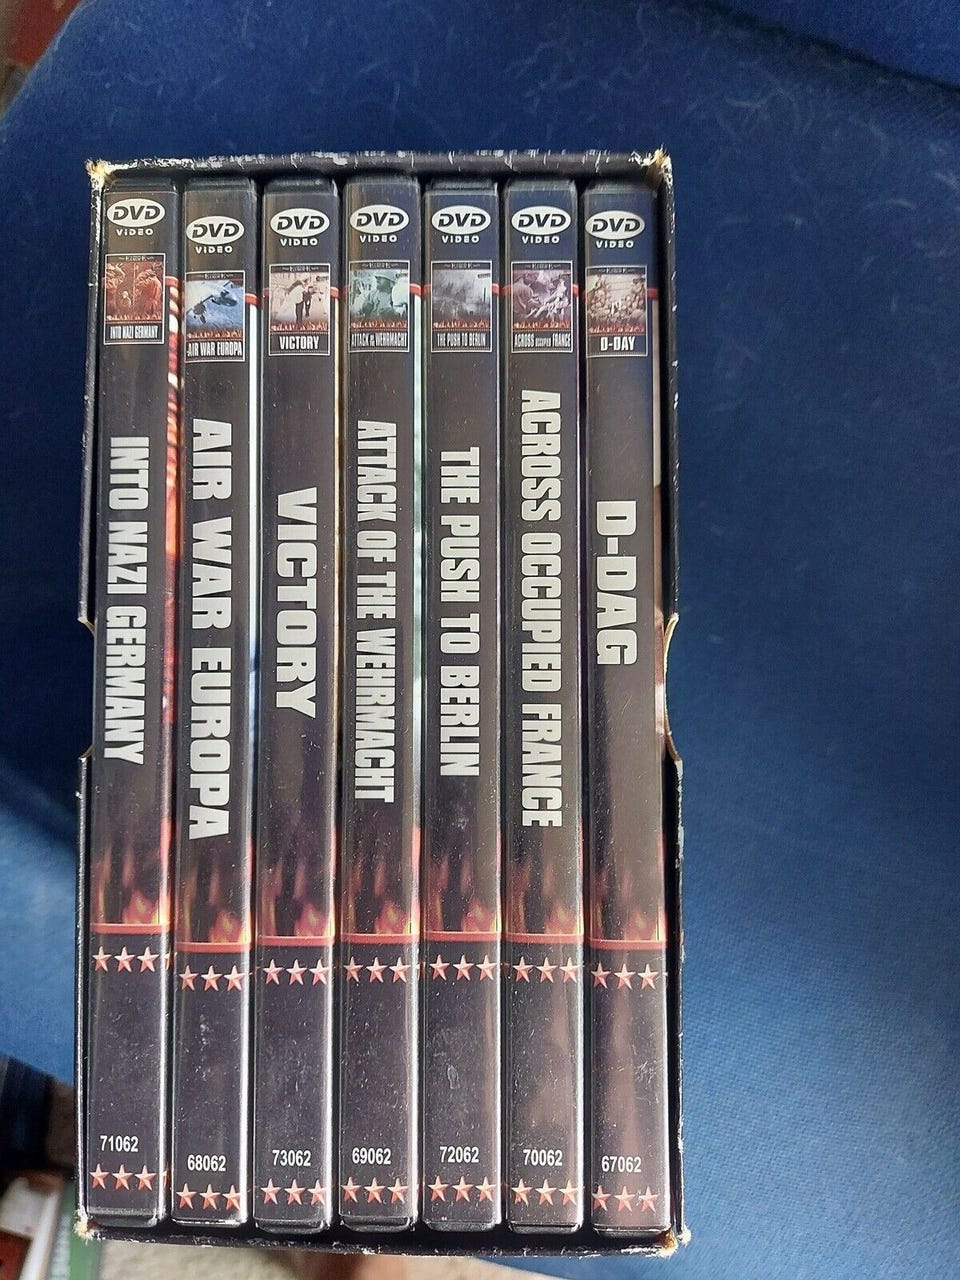 DVD
VIDEO
INTO NAZI GERMANY
INTO NAZI GERMANY
71062
DVD
VIDEO
AIR WAR EUROPA
AIR WAR EUROPA
68062
DVD
VIDEO
VICTORY
VICTORY
73062
DVD
VIDEO
ATTACK OF THE WEHRMACHT
ATTACK OF THE WEHRMACHT
69062
DVD
VIDEO
THE PUSH TO BERLIN
THE PUSH TO BERLIN
72062
DVD
VIDEO
ACROSS OCCUPIED FRANCE
ACROSS OCCUPIED FRANCE
70062
DVD
VIDEO
D-DAY
D-DAG
67062